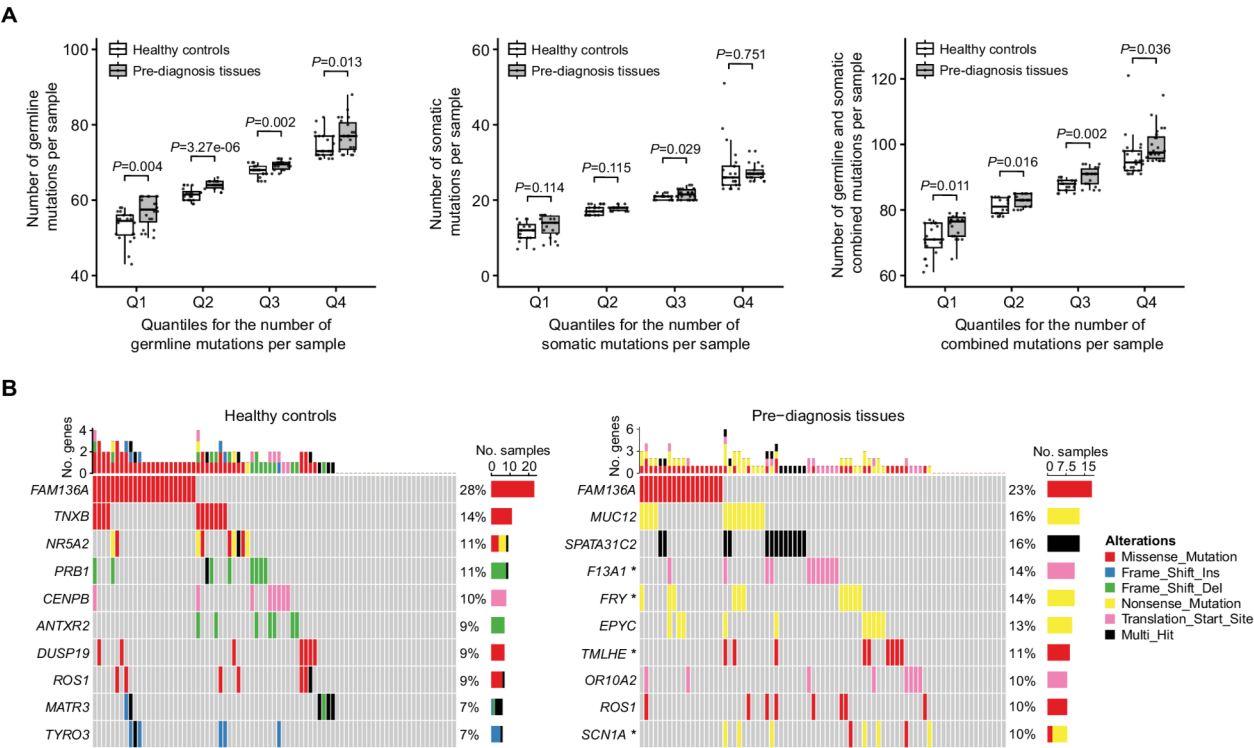 A
Number of germline
mutations per sample
100
80
60
40
Healthy controls
Pre-diagnosis tissues
P=0.004
P=3.27e-06
P=0.002
P=0.013
Q1 Q2 Q3 Q4
Quantiles for the number of
germline mutations per sample
Number of somatic
mutations per sample
60
40
20
0
Healthy controls
Pre-diagnosis tissues
P=0.114
P=0.115
P=0.029
P=0.751
Q1 Q2 Q3 Q4
Quantiles for the number of
somatic mutations per sample
Number of germline and somatic
combined mutations per sample
120
100
80
60
Healthy controls
Pre-diagnosis tissues
P=0.011
P=0.016
P=0.002
P=0.036
Q1 Q2 Q3 Q4
Quantiles for the number of
combined mutations per sample
B
Healthy controls
No. genes
4
2
0
No. samples
0 10 20
FAM136A 28%
TNXB 14%
NR5A2 11%
PRB1 11%
CENPB 10%
ANTXR2 9%
DUSP19 9%
ROS1 9%
MATR3 7%
TYRO3 7%
Pre-diagnosis tissues
No. genes
6
3
0
No. samples
0 7.5 15
FAM136A 23%
MUC12 16%
SPATA31C2 16%
F13A1 * 14%
FRY * 14%
EPYC 13%
TMLHE * 11%
OR10A2 10%
ROS1 10%
SCN1A * 10%
Alterations
Missense_Mutation
Frame_Shift_Ins
Frame_Shift_Del
Nonsense_Mutation
Translation_Start_Site
Multi_Hit